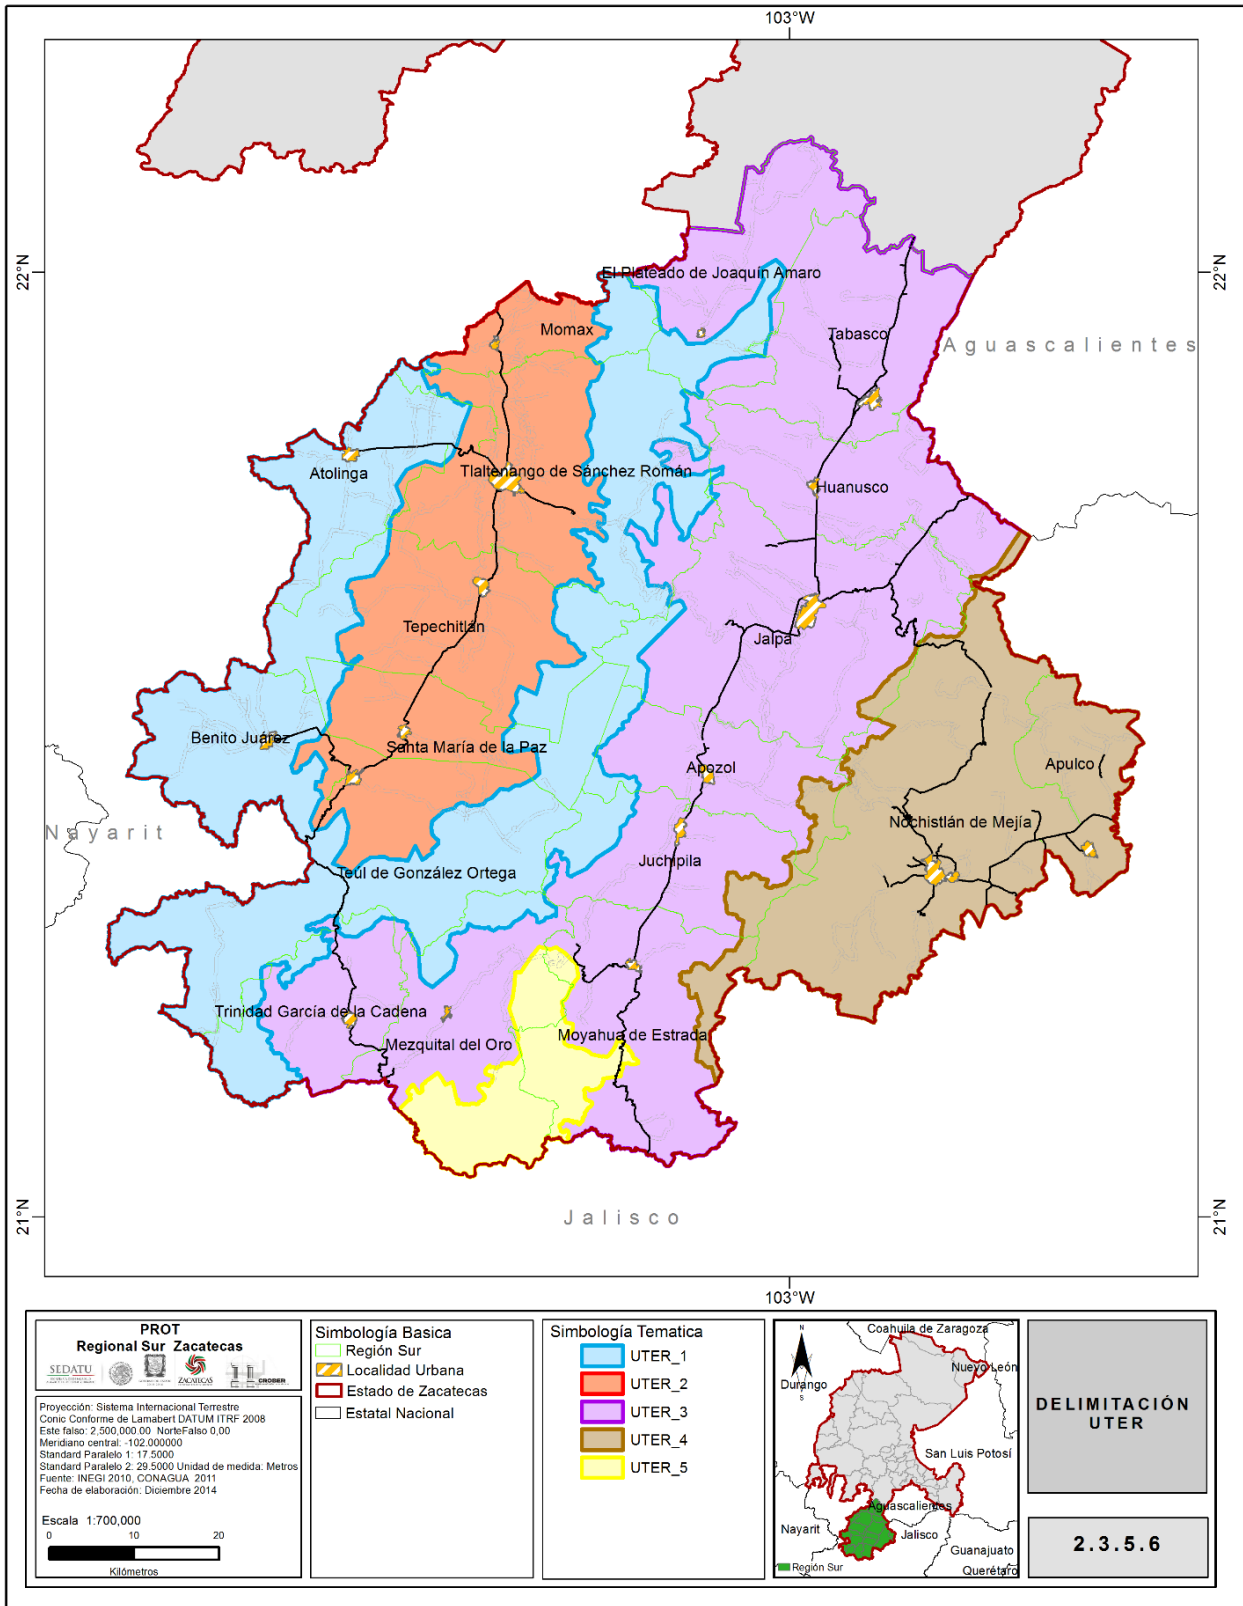 103°W
22°N
22°N
El Plateado de Joaquín Amaro
Momax
Tabasco
Aguascalientes
Atolinga
Tlaltenango de Sánchez Román
Huanusco
Tepechitlán
Jalpa
Benito Juárez
Santa María de la Paz
Apozol
Apulco
Nayarit
Nochistlán de Mejía
Juchipila
Teúl de González Ortega
Trinidad García de la Cadena
Moyahua de Estrada
Mezquital del Oro
21°N
21°N
Jalisco
103°W
PROT
Regional Sur Zacatecas
SEDATU
ZACATECAS
CROBER
Proyección: Sistema Internacional Terrestre
Conic Conforme de Lamabert DATUM ITRF 2008
Este falso: 2,500,000.00 NorteFalso 0,00
Meridiano central: -102.000000
Standard Paralelo 1: 17.5000
Standard Paralelo 2: 29.5000 Unidad de medida: Metros
Fuente: INEGI 2010, CONAGUA 2011
Fecha de elaboración: Diciembre 2014
Escala 1:700,000
0 10 20
Kilómetros
Simbología Basica
Región Sur
Localidad Urbana
Estado de Zacatecas
Estatal Nacional
Simbología Tematica
UTER_1
UTER_2
UTER_3
UTER_4
UTER_5
N
S
Coahuila de Zaragoza
Nuevo León
Durango
San Luis Potosí
Aguascalientes
Nayarit
Jalisco
Guanajuato
Región Sur
Querétaro
DELIMITACIÓN
UTER
2.3.5.6